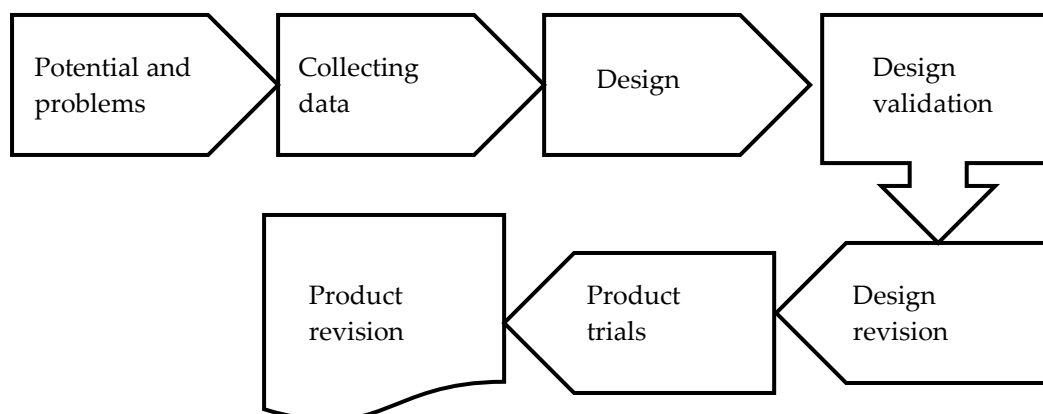 Potential and
problems
Collecting
data
Design
Design
validation
Design
revision
Product
trials
Product
revision